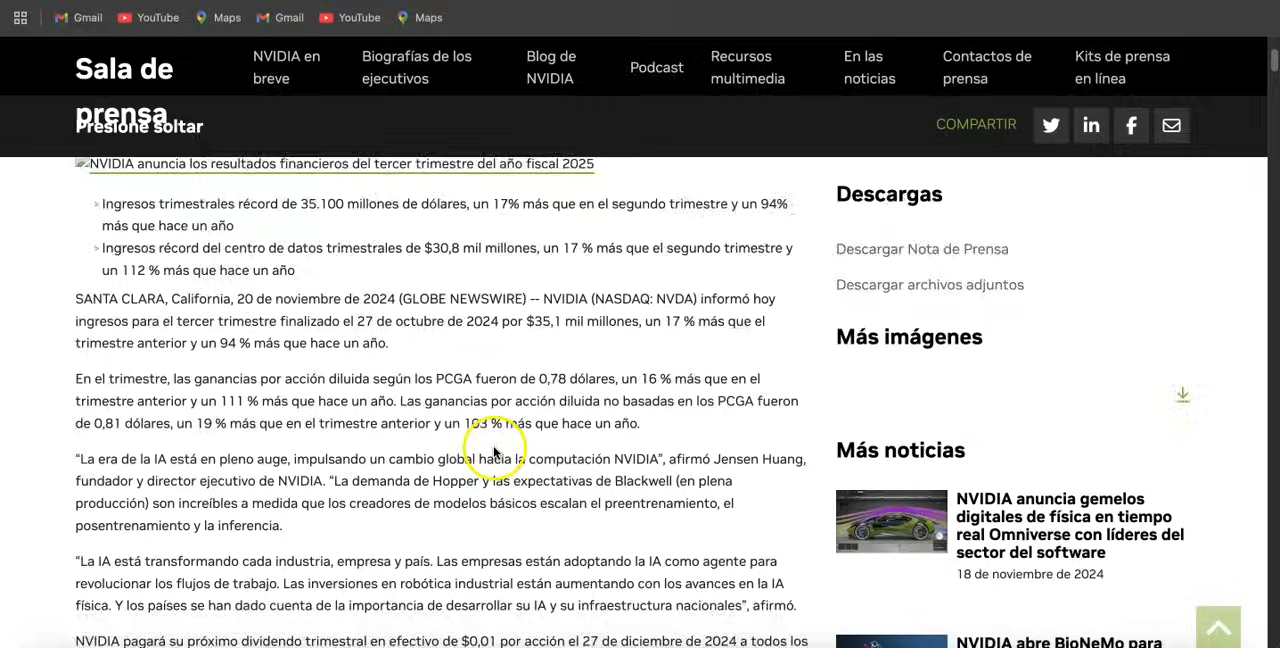 Gmail YouTube Maps Gmail YouTube Maps
Sala de prensa
NVIDIA en breve
Biografías de los ejecutivos
Blog de NVIDIA
Podcast
Recursos multimedia
En las noticias
Contactos de prensa
Kits de prensa en línea
Presione soltar
COMPARTIR
NVIDIA anuncia los resultados financieros del tercer trimestre del año fiscal 2025
Ingresos trimestrales récord de 35.100 millones de dólares, un 17% más que en el segundo trimestre y un 94%
más que hace un año
Ingresos récord del centro de datos trimestrales de $30,8 mil millones, un 17 % más que el segundo trimestre y
un 112 % más que hace un año
SANTA CLARA, California, 20 de noviembre de 2024 (GLOBE NEWSWIRE) -- NVIDIA (NASDAQ: NVDA) informó hoy
ingresos para el tercer trimestre finalizado el 27 de octubre de 2024 por $35,1 mil millones, un 17 % más que el
trimestre anterior y un 94 % más que hace un año.
En el trimestre, las ganancias por acción diluida según los PCGA fueron de 0,78 dólares, un 16 % más que en el
trimestre anterior y un 111 % más que hace un año. Las ganancias por acción diluida no basadas en los PCGA fueron
de 0,81 dólares, un 19 % más que en el trimestre anterior y un 103 % más que hace un año.
“La era de la IA está en pleno auge, impulsando un cambio global hacia la computación NVIDIA”, afirmó Jensen Huang,
fundador y director ejecutivo de NVIDIA. “La demanda de Hopper y las expectativas de Blackwell (en plena
producción) son increíbles a medida que los creadores de modelos básicos escalan el preentrenamiento, el
posentrenamiento y la inferencia.
“La IA está transformando cada industria, empresa y país. Las empresas están adoptando la IA como agente para
revolucionar los flujos de trabajo. Las inversiones en robótica industrial están aumentando con los avances en la IA
física. Y los países se han dado cuenta de la importancia de desarrollar su IA y su infraestructura nacionales”, afirmó.
NVIDIA pagará su próximo dividendo trimestral en efectivo de $0,01 por acción el 27 de diciembre de 2024 a todos los
Descargas
Descargar Nota de Prensa
Descargar archivos adjuntos
Más imágenes
Más noticias
NVIDIA anuncia gemelos
digitales de física en tiempo
real Omniverse con líderes del
sector del software
18 de noviembre de 2024
NVIDIA abre BioNeMo para